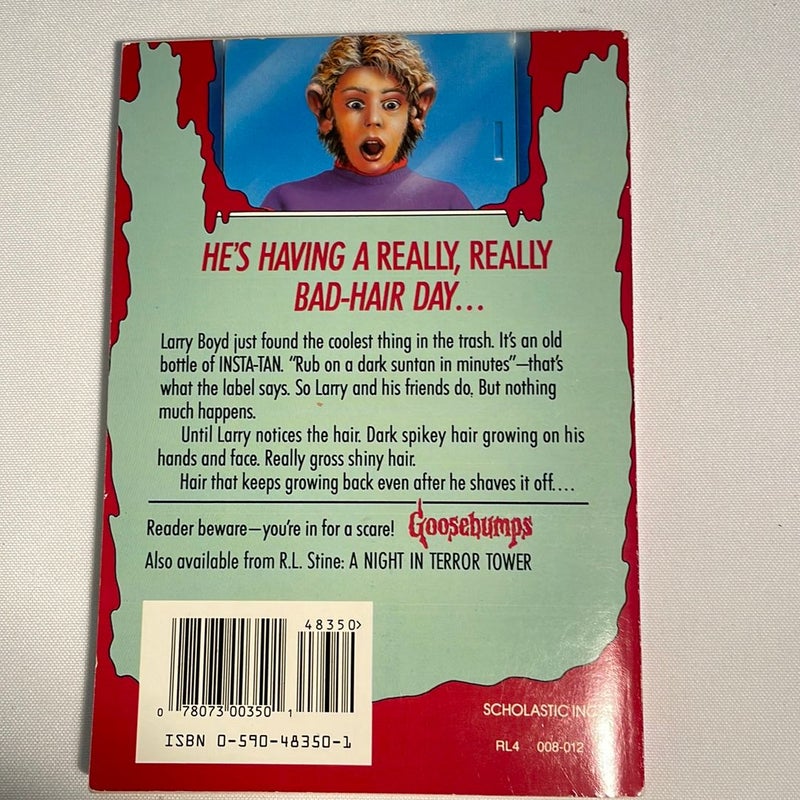 HE'S HAVING A REALLY, REALLY
BAD-HAIR DAY...
Larry Boyd just found the coolest thing in the trash. It's an old
bottle of INSTA-TAN. "Rub on a dark suntan in minutes"—that's
what the label says. So Larry and his friends do. But nothing
much happens.
Until Larry notices the hair. Dark spikey hair growing on his
hands and face. Really gross shiny hair.
Hair that keeps growing back even after he shaves it off....
Reader beware—you're in for a scare! Goosebumps
Also available from R.L. Stine: A NIGHT IN TERROR TOWER
48350>
0 78073 00350 1
ISBN 0-590-48350-1
SCHOLASTIC INC.
RL4 008-012